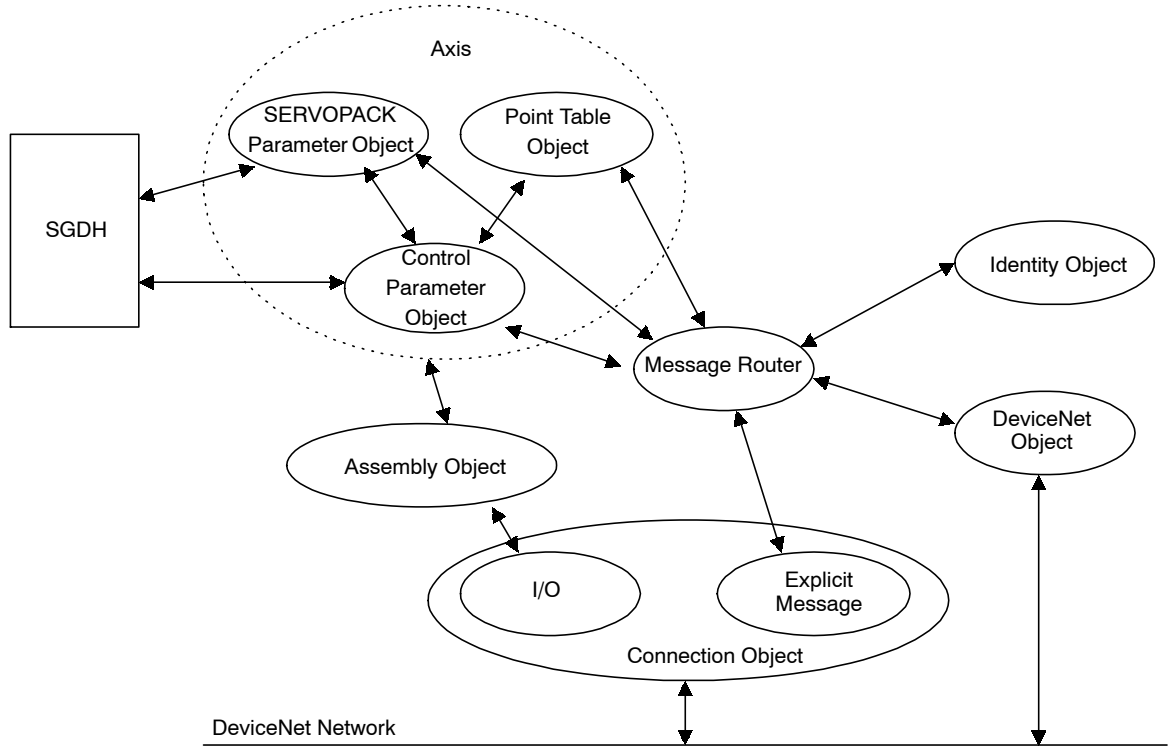 Axis
SERVOPACK
Parameter Object
Point Table
Object
SGDH
Control
Parameter
Object
Identity Object
Message Router
DeviceNet
Object
Assembly Object
I/O
Explicit
Message
Connection Object
DeviceNet Network